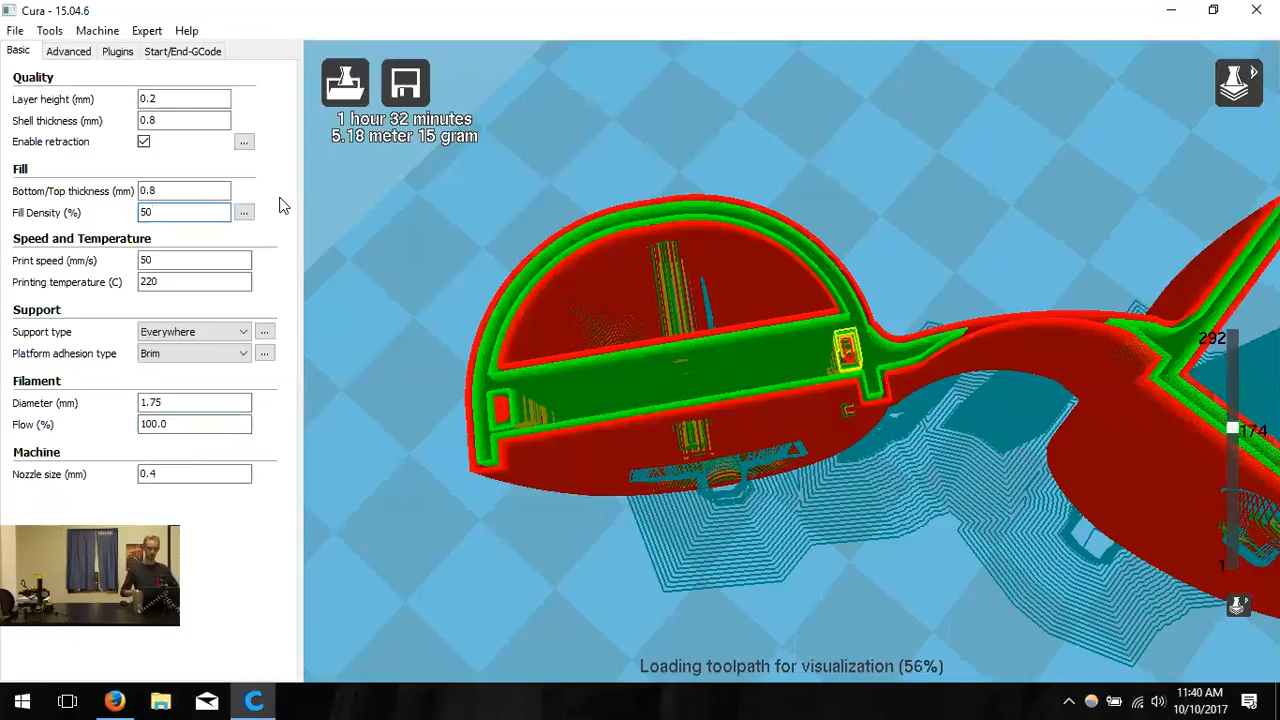 Cura - 15.04.6
File Tools Machine Expert Help
Basic Advanced Plugins Start/End-GCode
Quality
Layer height (mm) 0.2
Shell thickness (mm) 0.8
Enable retraction ...
Fill
Bottom/Top thickness (mm) 0.8
Fill Density (%) 50 ...
Speed and Temperature
Print speed (mm/s) 50
Printing temperature (C) 220
Support
Support type Everywhere ...
Platform adhesion type Brim ...
Filament
Diameter (mm) 1.75
Flow (%) 100.0
Machine
Nozzle size (mm) 0.4
1 hour 32 minutes
5.18 meter 15 gram
292
174
1
Loading toolpath for visualization (56%)
11:40 AM
10/10/2017